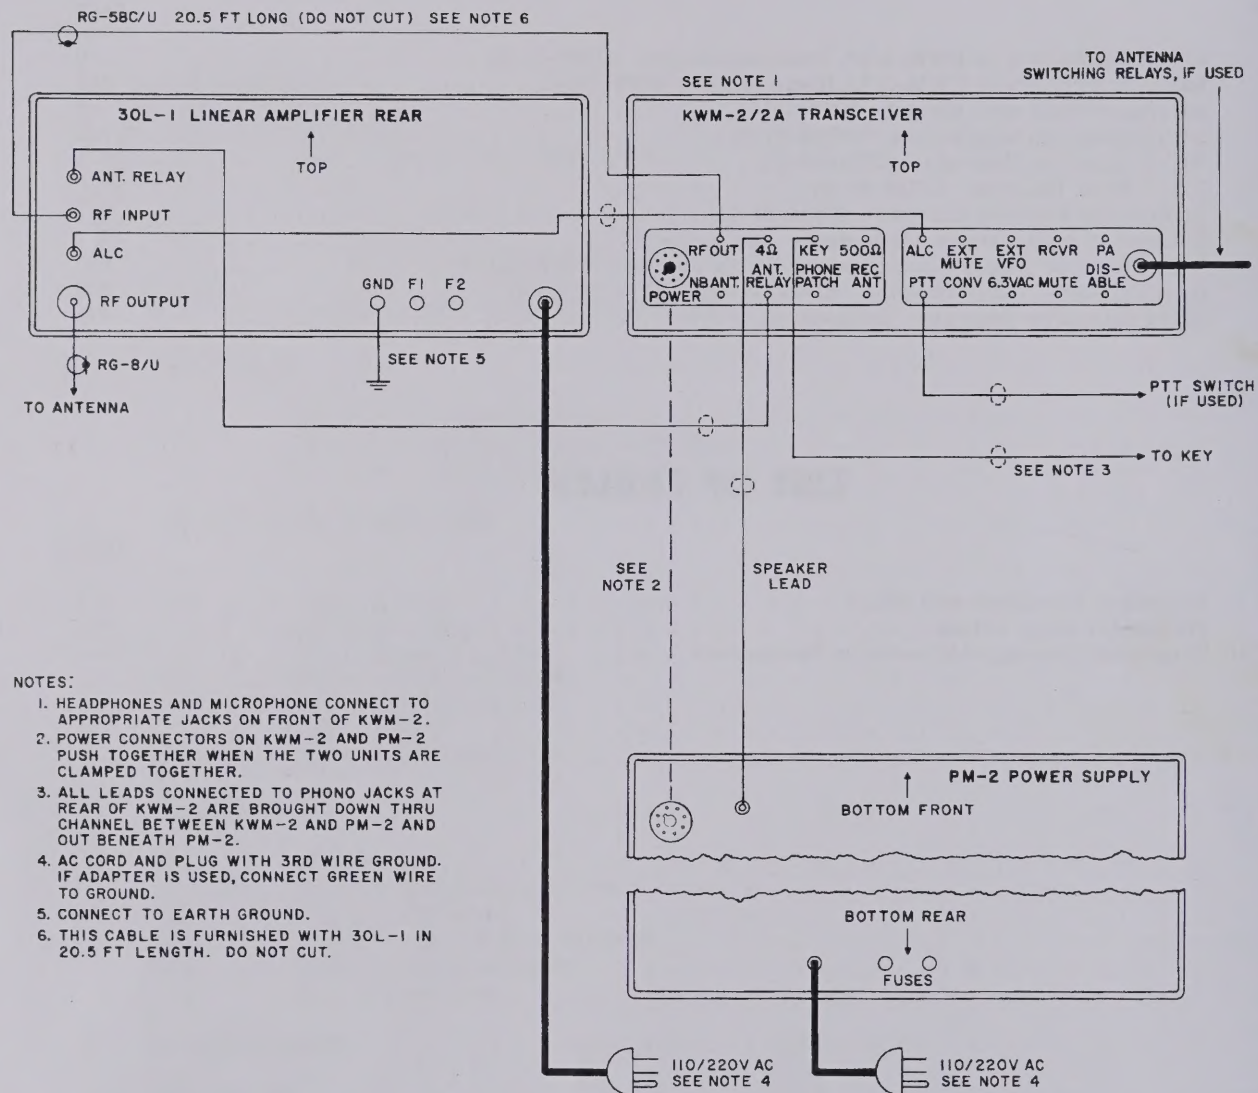 RG-58C/U 20.5 FT LONG (DO NOT CUT) SEE NOTE 6
TO ANTENNA
SWITCHING RELAYS, IF USED
SEE NOTE 1
30L-1 LINEAR AMPLIFIER REAR
TOP
ANT. RELAY
RF INPUT
ALC
RF OUTPUT
GND F1 F2
SEE NOTE 5
RG-8/U
TO ANTENNA
KWM-2/2A TRANSCEIVER
TOP
RF OUT 4Ω KEY 500Ω
ANT. PHONE REC
NB ANT. RELAY PATCH ANT
POWER
ALC EXT EXT RCVR PA
MUTE VFO DIS-
PTT CONV 6.3VAC MUTE ABLE
PTT SWITCH
(IF USED)
TO KEY
SEE NOTE 3
SEE
NOTE 2
SPEAKER
LEAD
NOTES:
1. HEADPHONES AND MICROPHONE CONNECT TO
APPROPRIATE JACKS ON FRONT OF KWM-2.
2. POWER CONNECTORS ON KWM-2 AND PM-2
PUSH TOGETHER WHEN THE TWO UNITS ARE
CLAMPED TOGETHER.
3. ALL LEADS CONNECTED TO PHONO JACKS AT
REAR OF KWM-2 ARE BROUGHT DOWN THRU
CHANNEL BETWEEN KWM-2 AND PM-2 AND
OUT BENEATH PM-2.
4. AC CORD AND PLUG WITH 3RD WIRE GROUND.
IF ADAPTER IS USED, CONNECT GREEN WIRE
TO GROUND.
5. CONNECT TO EARTH GROUND.
6. THIS CABLE IS FURNISHED WITH 30L-1 IN
20.5 FT LENGTH. DO NOT CUT.
PM-2 POWER SUPPLY
BOTTOM FRONT
BOTTOM REAR
FUSES
110/220V AC
SEE NOTE 4
110/220V AC
SEE NOTE 4